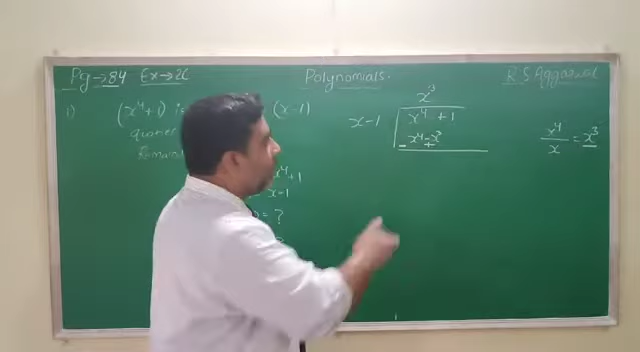 Pg → 84 Ex → 2C
Polynomials.
R.S Aggarwal
1) (x⁴+1) (x-1)
x⁴+1
x-1
= ?
x³
x-1 x⁴ + 1
x⁴ - x³
- +
x⁴/x = x³